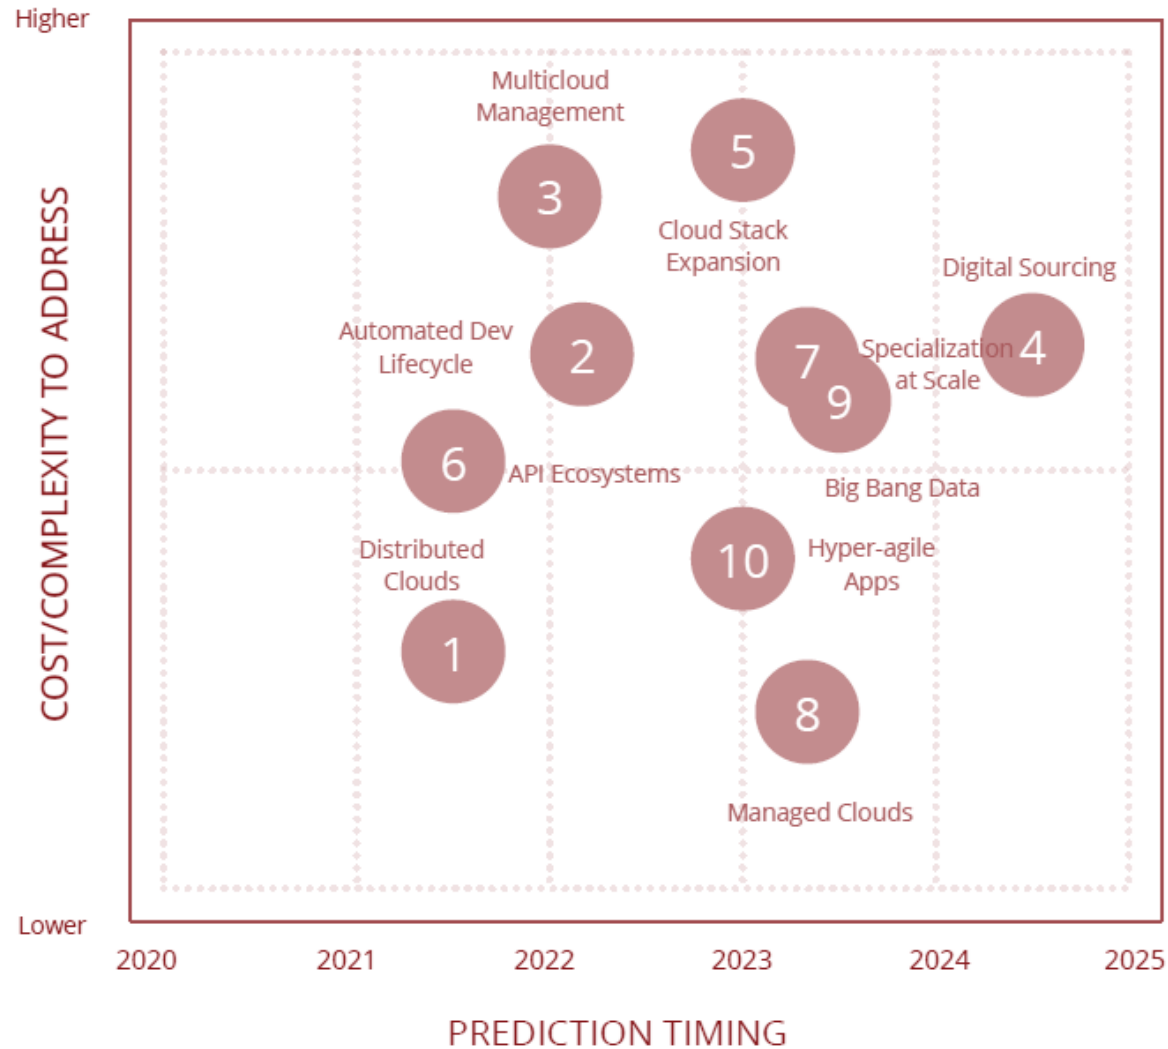 Higher
Multicloud
Management
5
3
Cloud Stack
Expansion
Digital Sourcing
Automated Dev
Lifecycle
2
7
Specialization
at Scale
4
9
6
API Ecosystems
Big Bang Data
Distributed
Clouds
10
Hyper-agile
Apps
1
8
Managed Clouds
Lower
COST/COMPLEXITY TO ADDRESS
2020
2021
2022
2023
2024
2025
PREDICTION TIMING